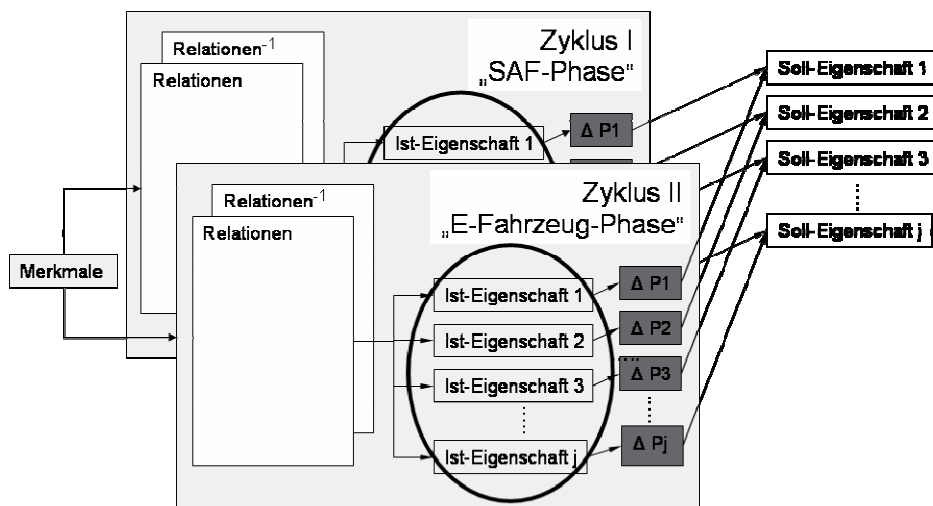 Zyklus I
„SAF-Phase“
Relationen⁻¹
Relationen
Ist-Eigenschaft 1
Δ P1
Soll-Eigenschaft 1
Soll-Eigenschaft 2
Soll-Eigenschaft 3
Soll-Eigenschaft j
Merkmale
Zyklus II
„E-Fahrzeug-Phase“
Relationen⁻¹
Relationen
Ist-Eigenschaft 1
Δ P1
Ist-Eigenschaft 2
Δ P2
Ist-Eigenschaft 3
Δ P3
Ist-Eigenschaft j
Δ Pj